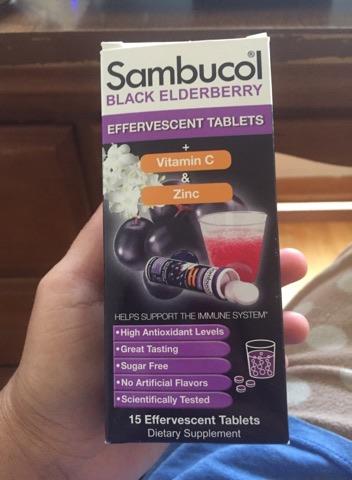 Sambucol®
BLACK ELDERBERRY
EFFERVESCENT TABLETS
+
Vitamin C
&
Zinc
HELPS SUPPORT THE IMMUNE SYSTEM*
•High Antioxidant Levels
•Great Tasting
•Sugar Free
•No Artificial Flavors
•Scientifically Tested
15 Effervescent Tablets
Dietary Supplement